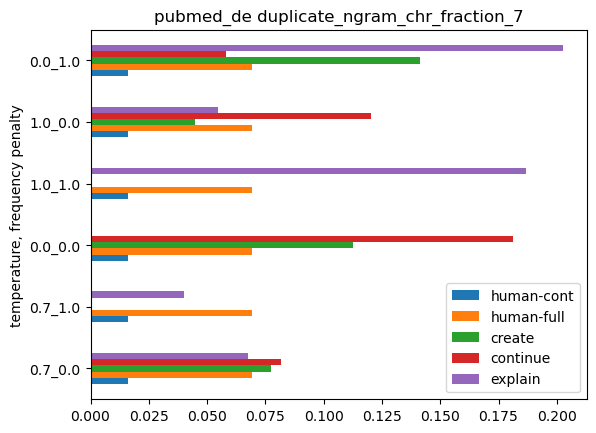 pubmed_de duplicate_ngram_chr_fraction_7
temperature, frequency penalty
0.0_1.0
1.0_0.0
1.0_1.0
0.0_0.0
0.7_1.0
0.7_0.0
human-cont
human-full
create
continue
explain
0.000 0.025 0.050 0.075 0.100 0.125 0.150 0.175 0.200